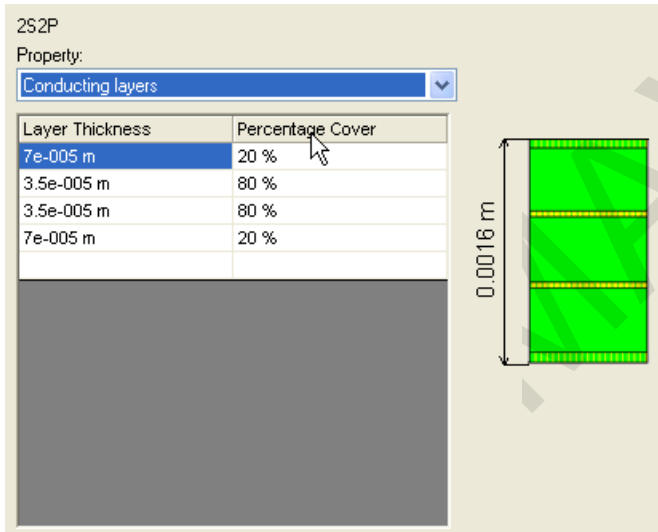 2S2P
Property:
Conducting layers
Layer Thickness Percentage Cover
7e-005 m 20 %
3.5e-005 m 80 %
3.5e-005 m 80 %
7e-005 m 20 %
0.0016 m